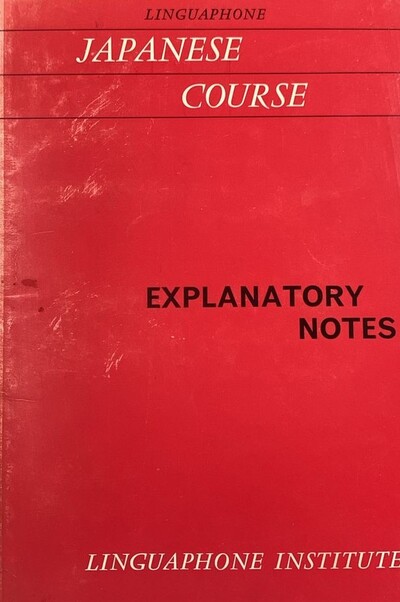 LINGUAPHONE
JAPANESE
COURSE
EXPLANATORY
NOTES
LINGUAPHONE INSTITUTE